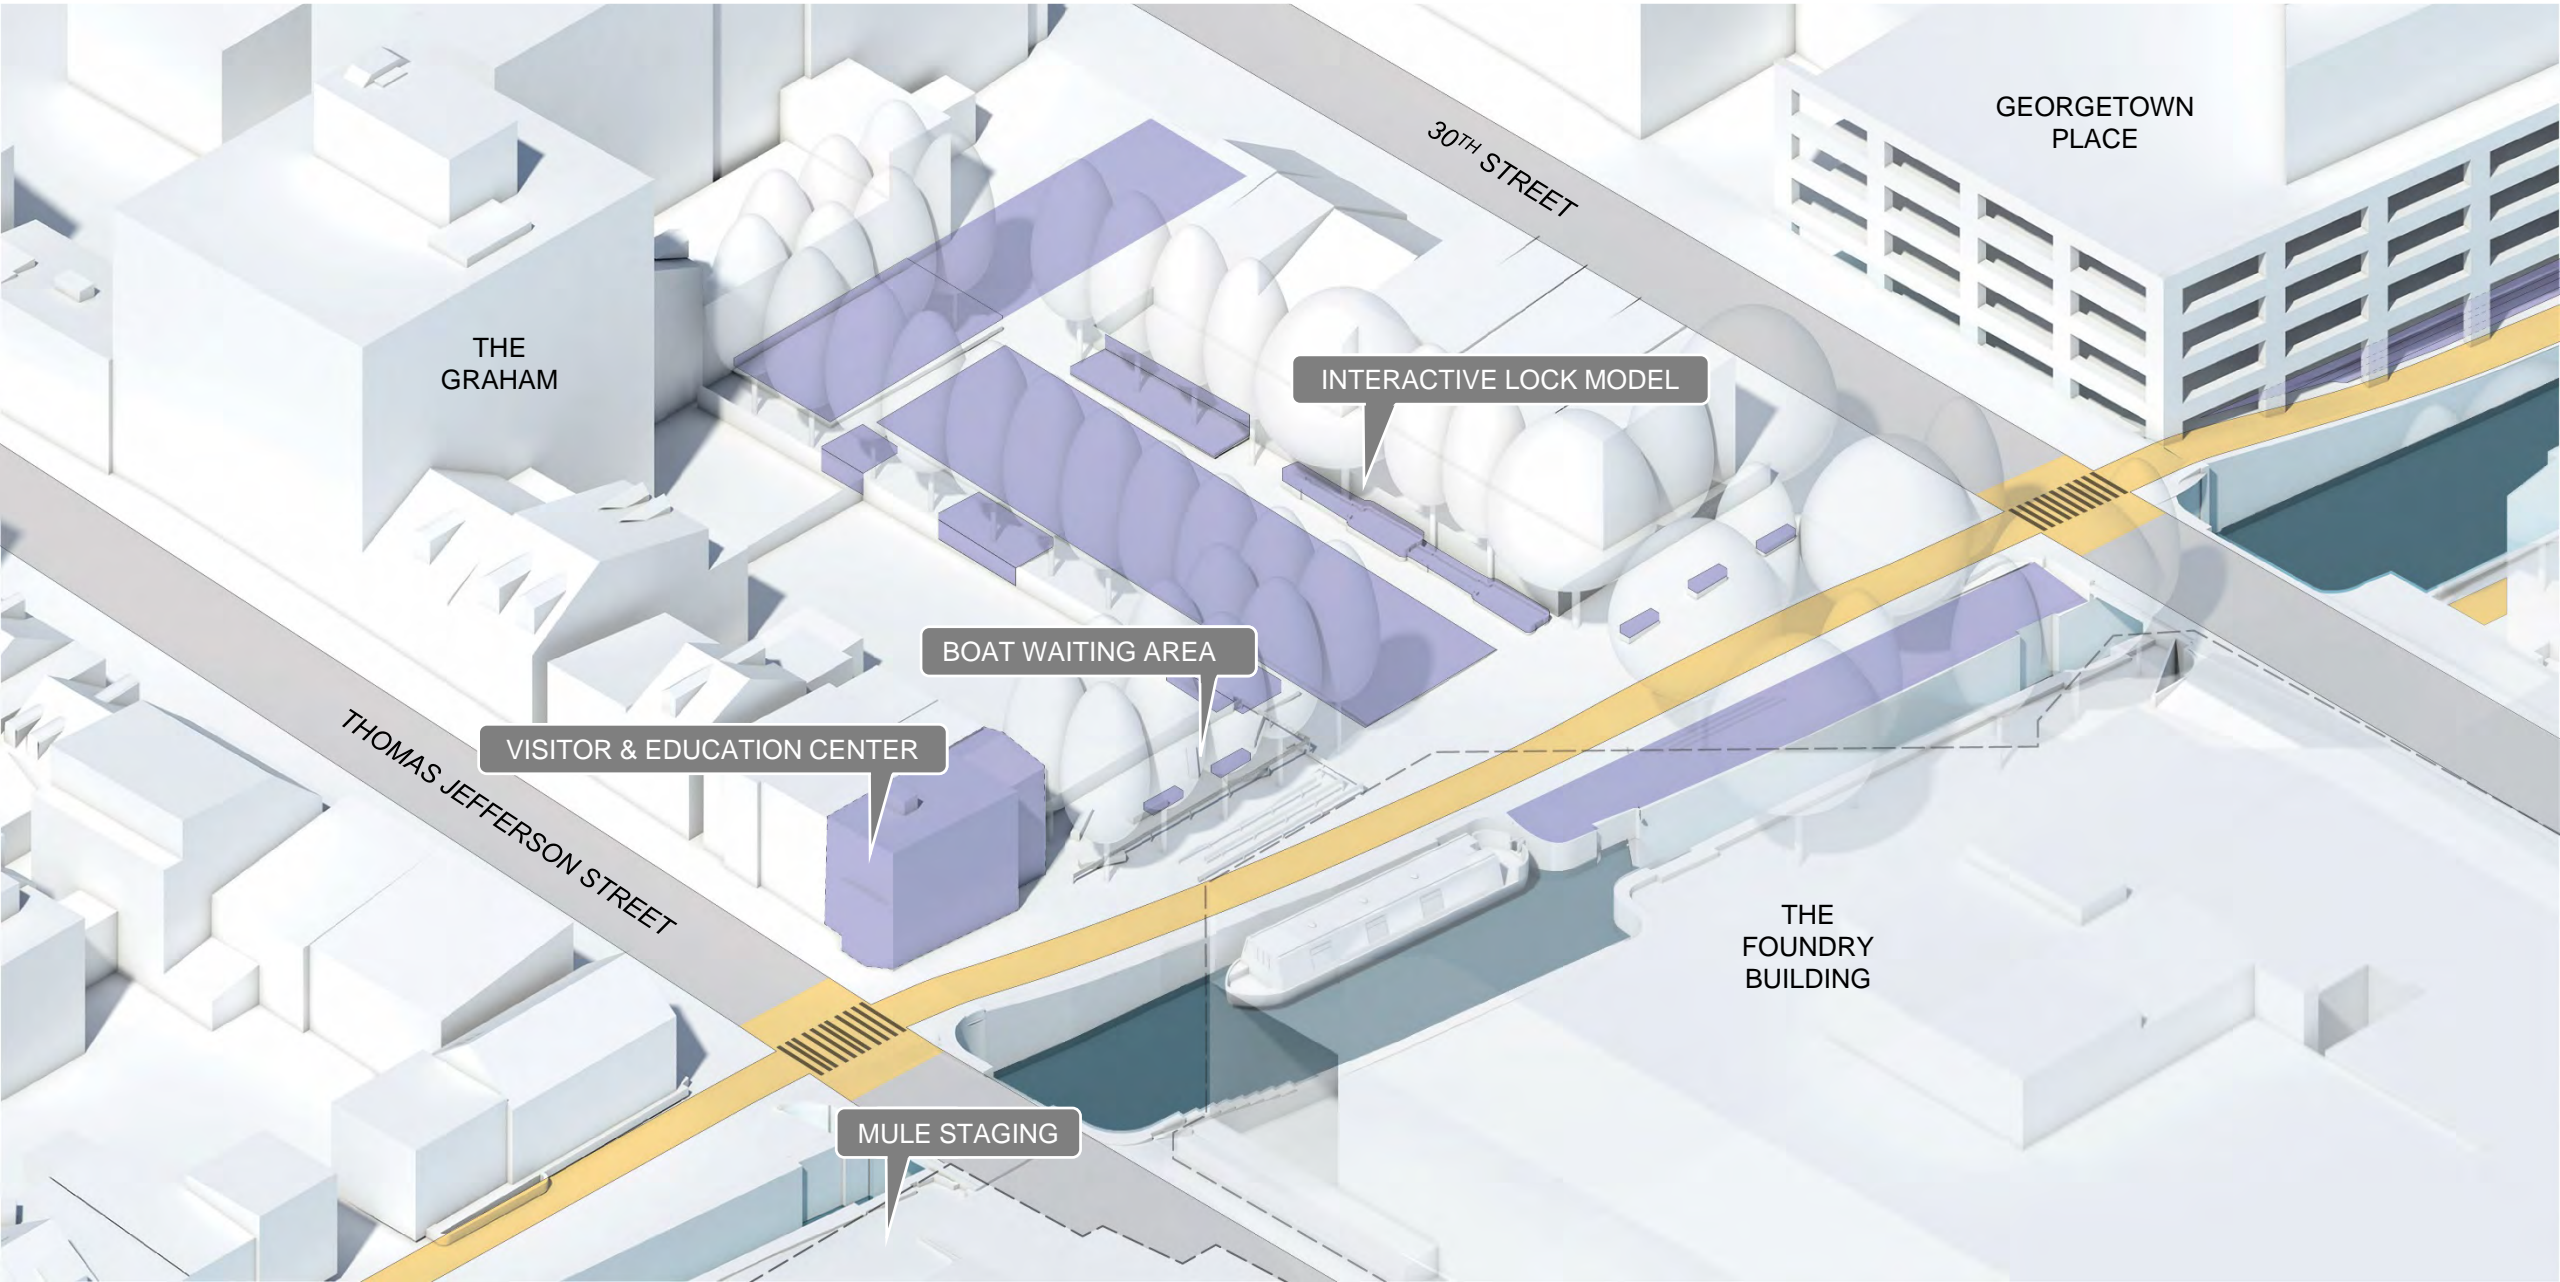 GEORGETOWN
PLACE
30TH STREET
THE
GRAHAM
INTERACTIVE LOCK MODEL
BOAT WAITING AREA
VISITOR & EDUCATION CENTER
THOMAS JEFFERSON STREET
THE
FOUNDRY
BUILDING
MULE STAGING